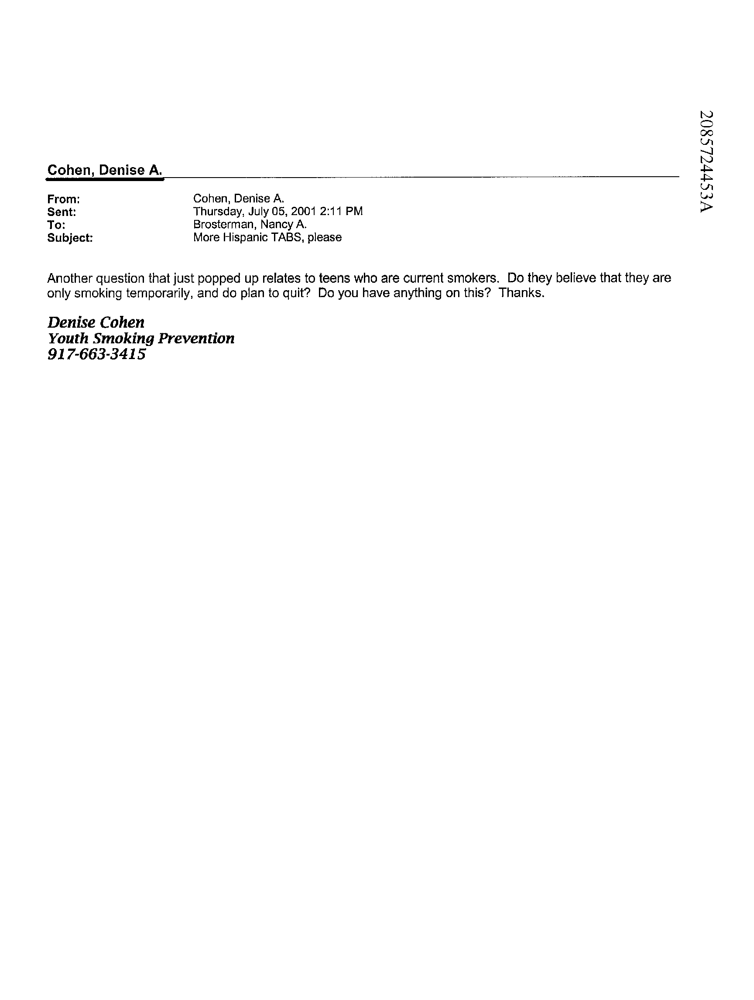 2085724453A
Cohen, Denise A.
From: Cohen, Denise A.
Sent: Thursday, July 05, 2001 2:11 PM
To: Brosterman, Nancy A.
Subject: More Hispanic TABS, please
Another question that just popped up relates to teens who are current smokers. Do they believe that they are
only smoking temporarily, and do plan to quit? Do you have anything on this? Thanks.
Denise Cohen
Youth Smoking Prevention
917-663-3415